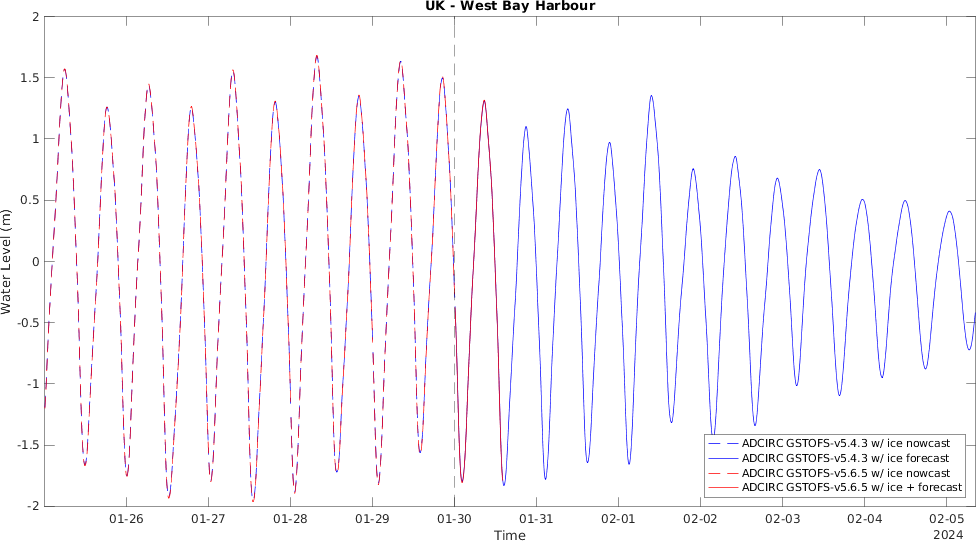 UK - West Bay Harbour
2
1.5
1
0.5
0
-0.5
-1
-1.5
-2
Water Level (m)
01-26 01-27 01-28 01-29 01-30 01-31 02-01 02-02 02-03 02-04 02-05
2024
Time
ADCIRC GSTOFS-v5.4.3 w/ ice nowcast
ADCIRC GSTOFS-v5.4.3 w/ ice forecast
ADCIRC GSTOFS-v5.6.5 w/ ice nowcast
ADCIRC GSTOFS-v5.6.5 w/ ice + forecast